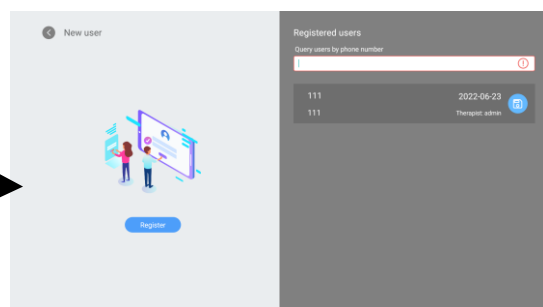 New user
Register
Registered users
Query users by phone number
111
2022-06-23
111
Therapist: admin